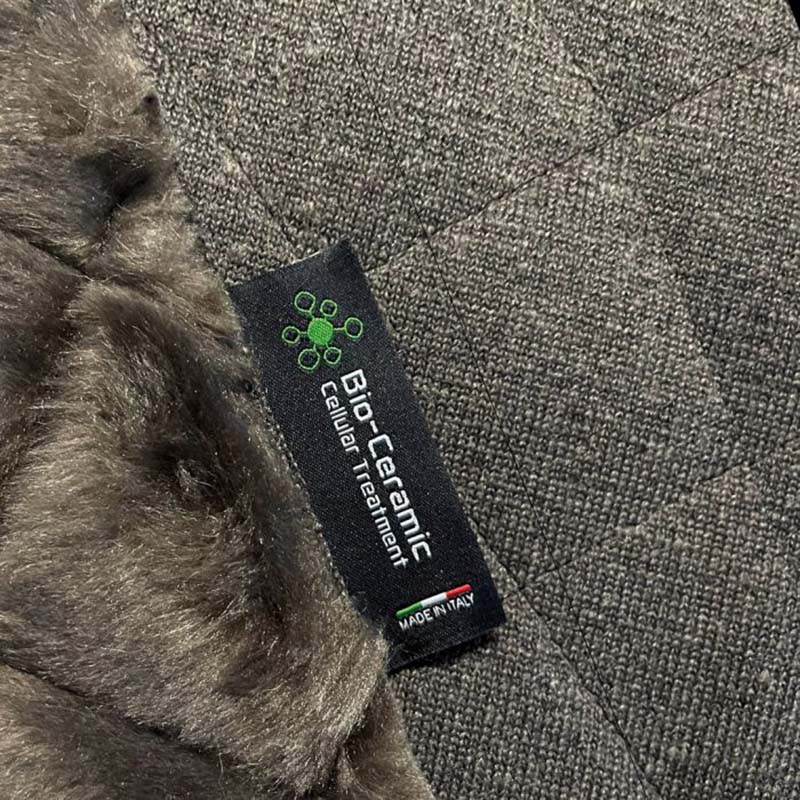 Bio-Ceramic
Cellular Treatment
MADE IN ITALY